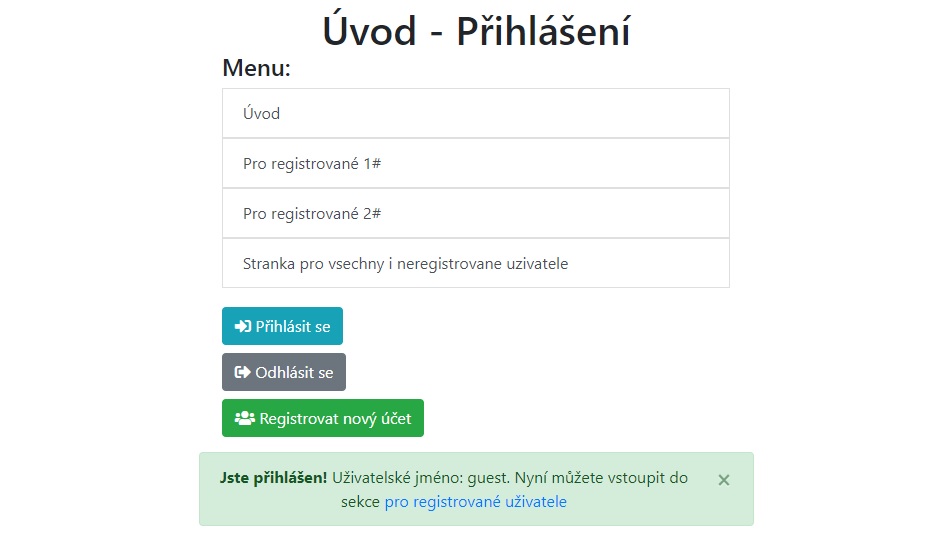 Úvod - Přihlášení
Menu:
Úvod
Pro registrované 1#
Pro registrované 2#
Stranka pro vsechny i neregistrovane uzivatele
Přihlásit se
Odhlásit se
Registrovat nový účet
Jste přihlášen! Uživatelské jméno: guest. Nyní můžete vstoupit do
sekce pro registrované uživatele
×